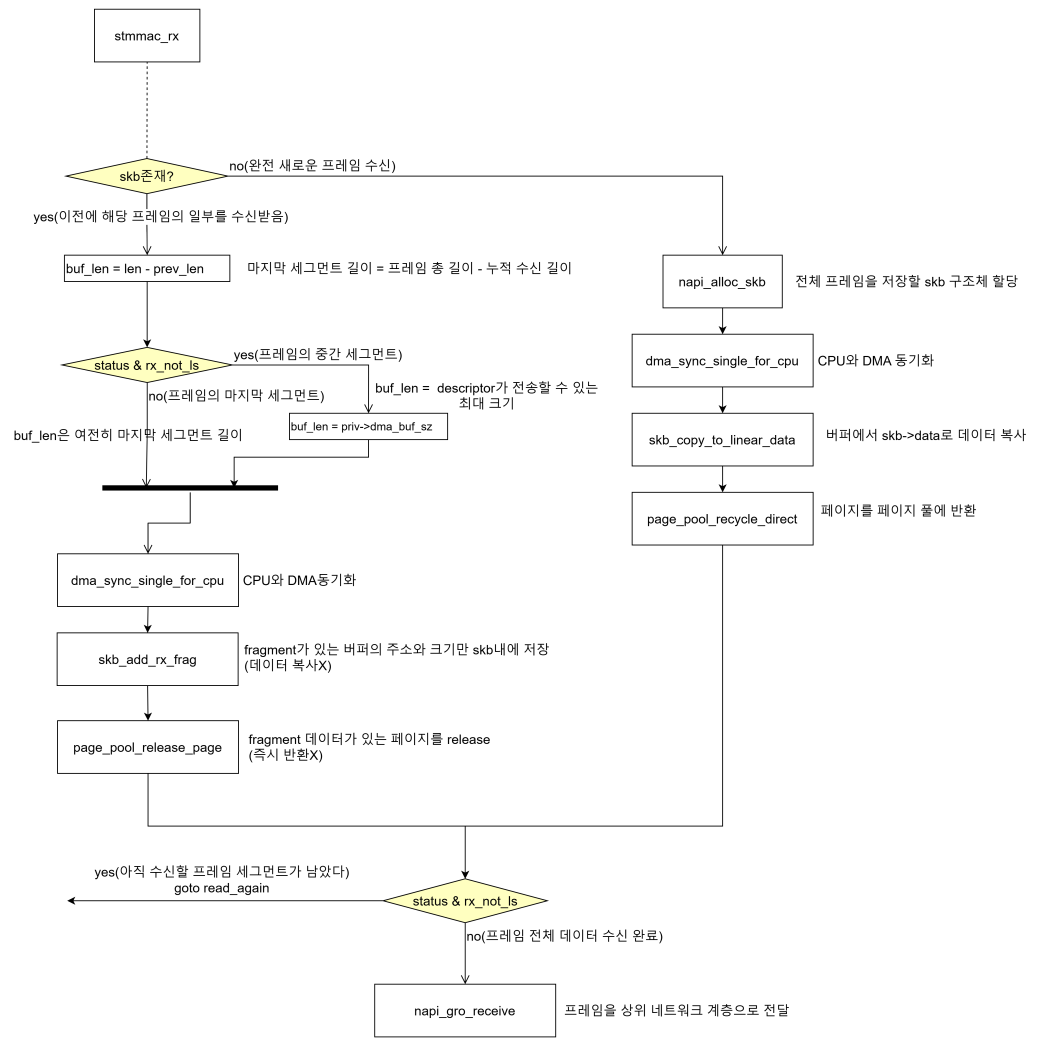 stmmac_rx
skb존재?
no(완전 새로운 프레임 수신)
yes(이전에 해당 프레임의 일부를 수신받음)
buf_len = len - prev_len
마지막 세그먼트 길이 = 프레임 총 길이 - 누적 수신 길이
napi_alloc_skb
전체 프레임을 저장할 skb 구조체 할당
status & rx_not_ls
yes(프레임의 중간 세그먼트)
dma_sync_single_for_cpu
CPU와 DMA 동기화
no(프레임의 마지막 세그먼트)
buf_len =  descriptor가 전송할 수 있는
최대 크기
buf_len = priv->dma_buf_sz
buf_len은 여전히 마지막 세그먼트 길이
skb_copy_to_linear_data
버퍼에서 skb->data로 데이터 복사
page_pool_recycle_direct
페이지를 페이지 풀에 반환
dma_sync_single_for_cpu
CPU와 DMA동기화
skb_add_rx_frag
fragment가 있는 버퍼의 주소와 크기만 skb내에 저장
(데이터 복사X)
page_pool_release_page
fragment 데이터가 있는 페이지를 release
(즉시 반환X)
yes(아직 수신할 프레임 세그먼트가 남았다)
goto read_again
status & rx_not_ls
no(프레임 전체 데이터 수신 완료)
napi_gro_receive
프레임을 상위 네트워크 계층으로 전달